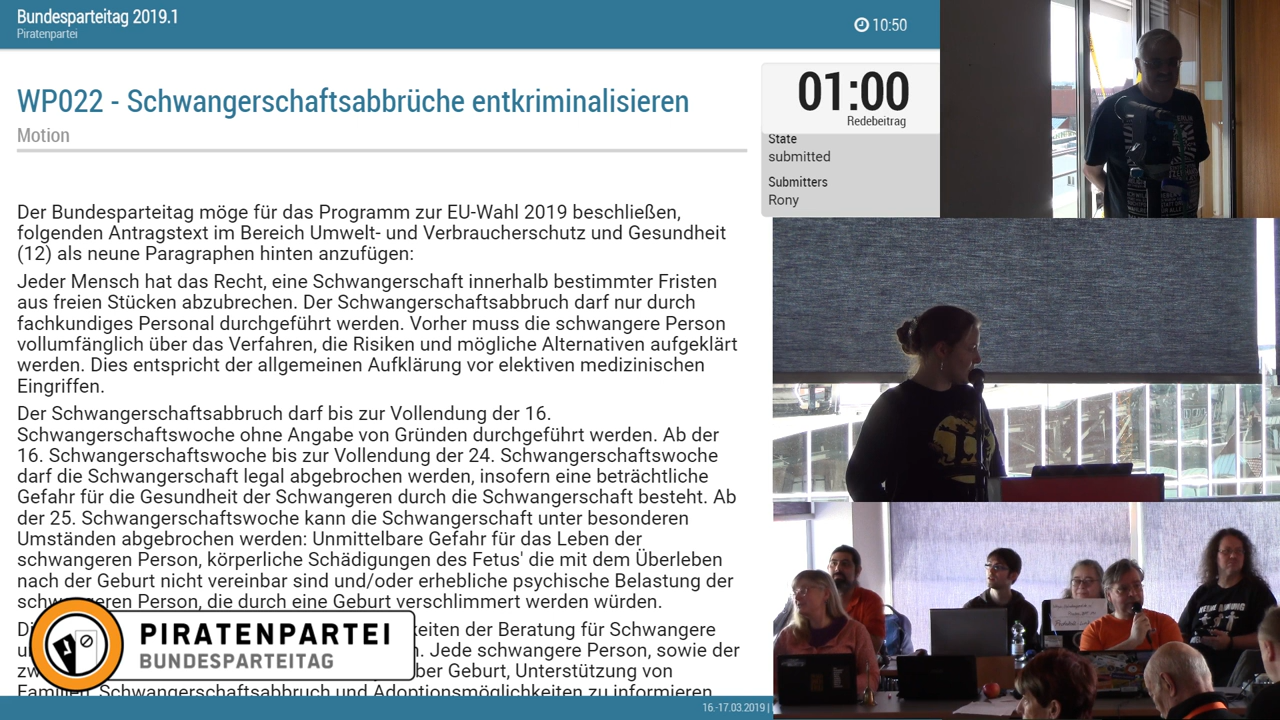 Bundesparteitag 2019.1
Piratenpartei
10:50
WP022 - Schwangerschaftsabbrüche entkriminalisieren
Motion
01:00
Redebeitrag
State
submitted
Submitters
Rony
Der Bundesparteitag möge für das Programm zur EU-Wahl 2019 beschließen,
folgenden Antragstext im Bereich Umwelt- und Verbraucherschutz und Gesundheit
(12) als neune Paragraphen hinten anzufügen:
Jeder Mensch hat das Recht, eine Schwangerschaft innerhalb bestimmter Fristen
aus freien Stücken abzubrechen. Der Schwangerschaftsabbruch darf nur durch
fachkundiges Personal durchgeführt werden. Vorher muss die schwangere Person
vollumfänglich über das Verfahren, die Risiken und mögliche Alternativen aufgeklärt
werden. Dies entspricht der allgemeinen Aufklärung vor elektiven medizinischen
Eingriffen.
Der Schwangerschaftsabbruch darf bis zur Vollendung der 16.
Schwangerschaftswoche ohne Angabe von Gründen durchgeführt werden. Ab der
16. Schwangerschaftswoche bis zur Vollendung der 24. Schwangerschaftswoche
darf die Schwangerschaft legal abgebrochen werden, insofern eine beträchtliche
Gefahr für die Gesundheit der Schwangeren durch die Schwangerschaft besteht. Ab
der 25. Schwangerschaftswoche kann die Schwangerschaft unter besonderen
Umständen abgebrochen werden: Unmittelbare Gefahr für das Leben der
schwangeren Person, körperliche Schädigungen des Fetus' die mit dem Überleben
nach der Geburt nicht vereinbar sind und/oder erhebliche psychische Belastung der
schwangeren Person, die durch eine Geburt verschlimmert werden würden.
keiten der Beratung für Schwangere
Jede schwangere Person, sowie der
ber Geburt, Unterstützung von
Familien, Schwangerschaftsabbruch und Adoptionsmöglichkeiten zu informieren
PIRATENPARTEI
BUNDESPARTEITAG
16.-17.03.2019 |